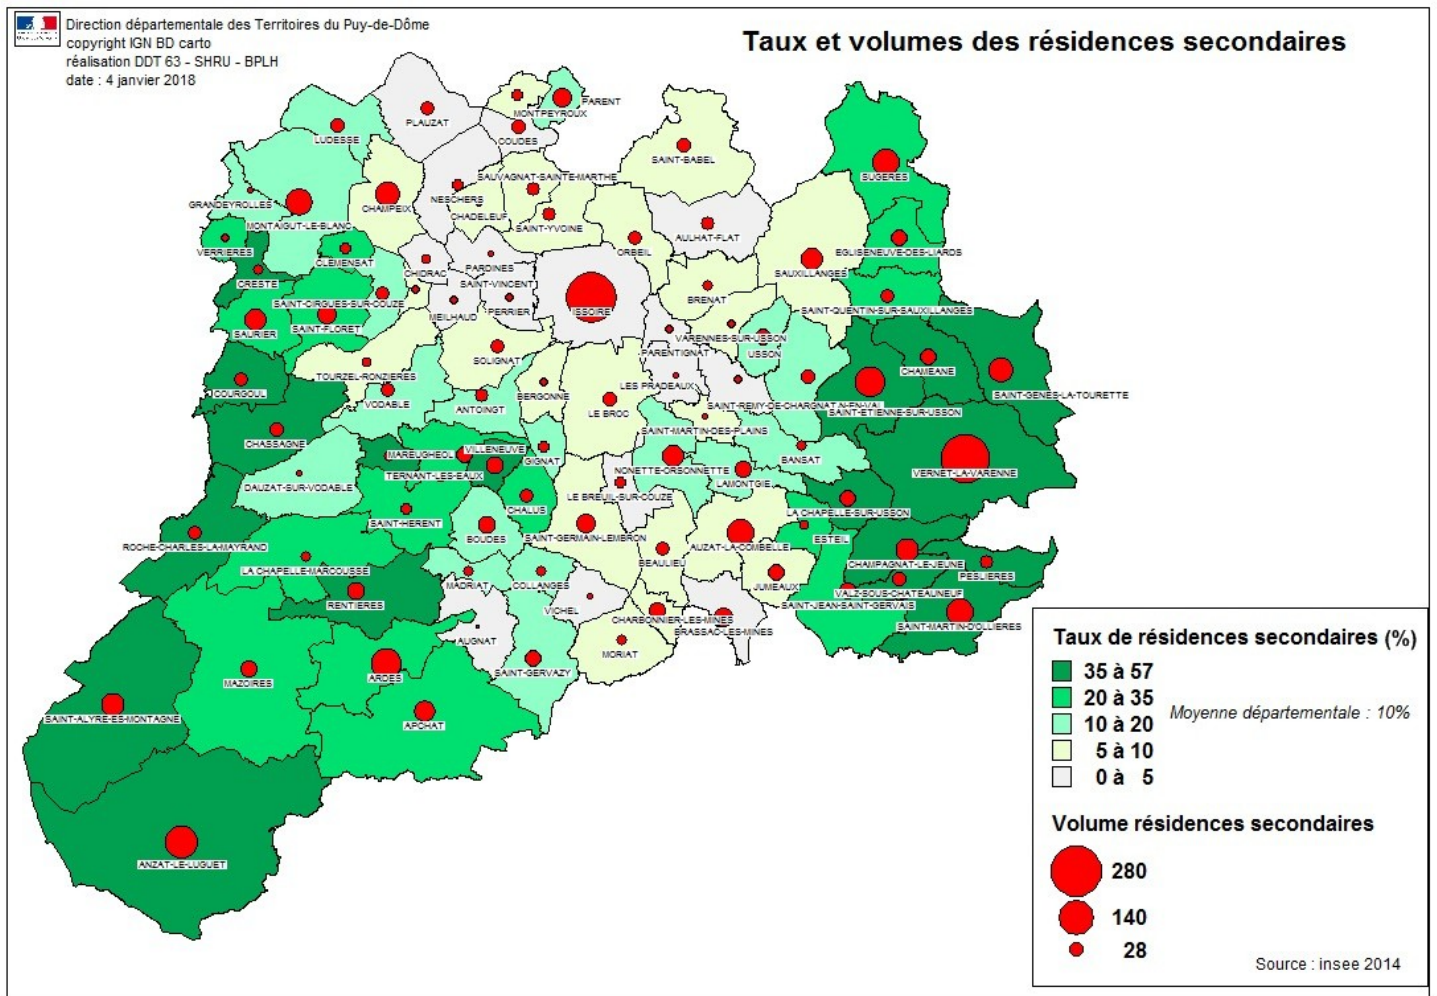 Direction départementale des Territoires du Puy-de-Dôme
copyright IGN BD carto
réalisation DDT 63 - SHRU - BPLH
date : 4 janvier 2018
Taux et volumes des résidences secondaires
PARENT
MONTPEYROUX
PLAUZAT
COUDES
LUDESSE
SAINT-BABEL
SUGERES
SAUVAGNAT-SAINTE-MARTHE
NESCHERS
GRANDEYROLLES
CHAMPEIX
CHADELEUF
MONTAIGUT-LE-BLANC
SAINT-YVOINE
AULHAT-FLAT
ORBEIL
VERRIERES
EGLISENEUVE-DES-LIARDS
CLEMENSAT
CHIDRAC
PARDINES
SAUXILLANGES
CRESTE
SAINT-VINCENT
BRENAT
SAINT-CIRGUES-SUR-COUZE
MEILHAUD
PERRIER
ISSOIRE
SAINT-QUENTIN-SUR-SAUXILLANGES
SAURIER
SAINT-FLORET
VARENNES-SUR-USSON
PARENTIGNAT
USSON
SOLIGNAT
CHAMEANE
TOURZEL-RONZIERES
LES PRADEAUX
COURGOUL
BERGONNE
SAINT-GENES-LA-TOURETTE
VODABLE
ANTOINGT
LE BROC
SAINT-REMY-DE-CHARGNAT
N-EN-VAL
SAINT-ETIENNE-SUR-USSON
SAINT-MARTIN-DES-PLAINS
CHASSAGNE
VILLENEUVE
MAREUGHEOL
GIGNAT
BANSAT
NONETTE-ORSONNETTE
VERNET-LA-VARENNE
TERNANT-LES-EAUX
DAUZAT-SUR-VODABLE
LAMONTGIE
LE BREUIL-SUR-COUZE
CHALUS
LA CHAPELLE-SUR-USSON
SAINT-HERENT
BOUDES
SAINT-GERMAIN-LEMBRON
ESTEIL
ROCHE-CHARLES-LA-MAYRAND
AUZAT-LA-COMBELLE
BEAULIEU
CHAMPAGNAT-LE-JEUNE
LA CHAPELLE-MARCOUSSE
PESLIERES
MADRIAT
COLLANGES
JUMEAUX
VALZ-SOUS-CHATEAUNEUF
RENTIERES
VICHEL
SAINT-JEAN-SAINT-GERVAIS
CHARBONNIER-LES-MINES
SAINT-MARTIN-D'OLLIERES
BRASSAC-LES-MINES
AUGNAT
MORIAT
SAINT-GERVAZY
ARDES
MAZOIRES
SAINT-ALYRE-ES-MONTAGNE
APCHAT
ANZAT-LE-LUGUET
Taux de résidences secondaires (%)
35 à 57
20 à 35
10 à 20
5 à 10
0 à 5
Moyenne départementale : 10%
Volume résidences secondaires
280
140
28
Source : insee 2014